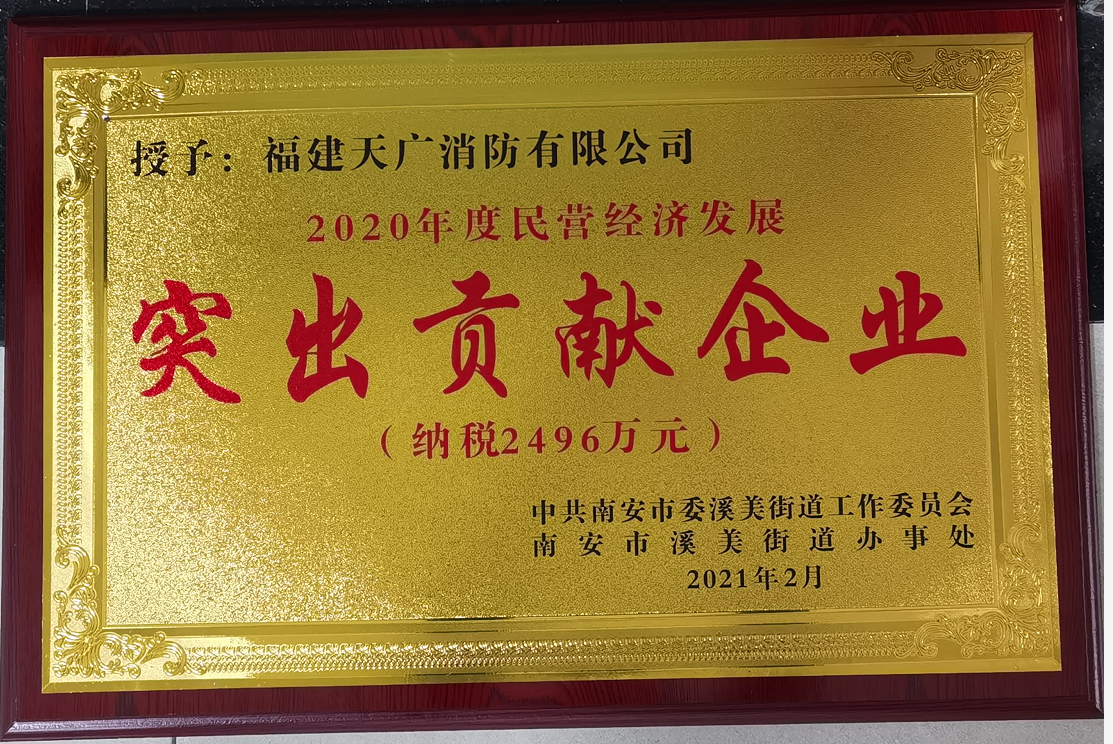 授予：福建天广消防有限公司
2020年度民营经济发展
突出贡献企业
（纳税2496万元）
中共南安市委溪美街道工作委员会
南安市溪美街道办事处
2021年2月